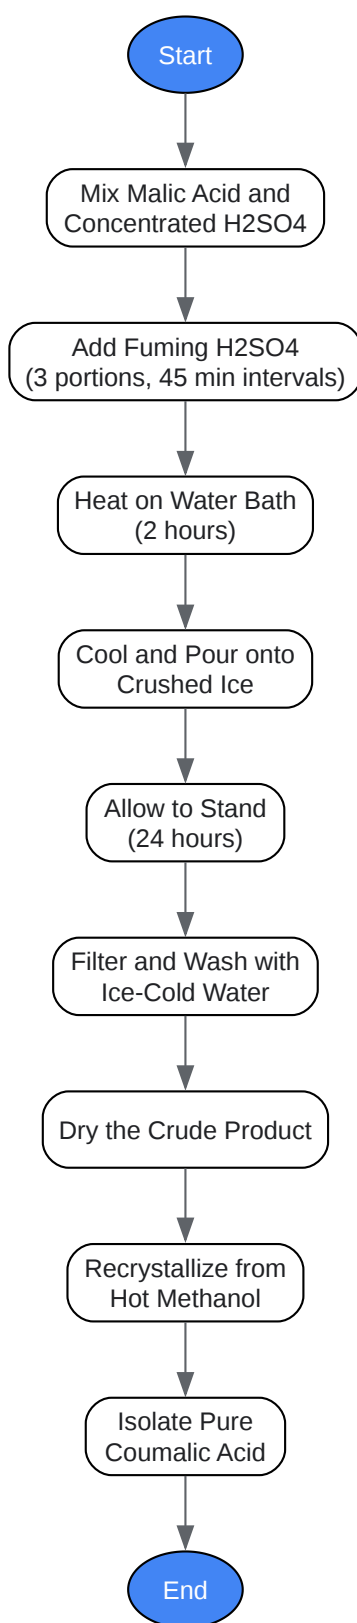 Start
Mix Malic Acid and
Concentrated H2SO4
Add Fuming H2SO4
(3 portions, 45 min intervals)
Heat on Water Bath
(2 hours)
Cool and Pour onto
Crushed Ice
Allow to Stand
(24 hours)
Filter and Wash with
Ice-Cold Water
Dry the Crude Product
Recrystallize from
Hot Methanol
Isolate Pure
Coumalic Acid
End